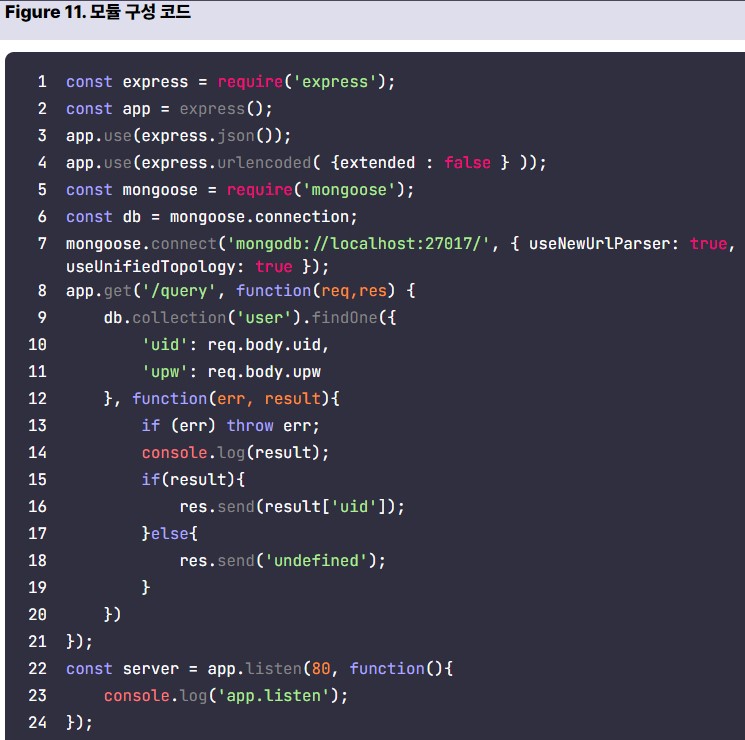 Figure 11. 모듈 구성 코드
1 const express = require('express');
2 const app = express();
3 app.use(express.json());
4 app.use(express.urlencoded( {extended : false } ));
5 const mongoose = require('mongoose');
6 const db = mongoose.connection;
7 mongoose.connect('mongodb://localhost:27017/', { useNewUrlParser: true,
useUnifiedTopology: true });
8 app.get('/query', function(req,res) {
9     db.collection('user').findOne({
10         'uid': req.body.uid,
11         'upw': req.body.upw
12     }, function(err, result){
13         if (err) throw err;
14         console.log(result);
15         if(result){
16             res.send(result['uid']);
17         }else{
18             res.send('undefined');
19         }
20     })
21 });
22 const server = app.listen(80, function(){
23     console.log('app.listen');
24 });